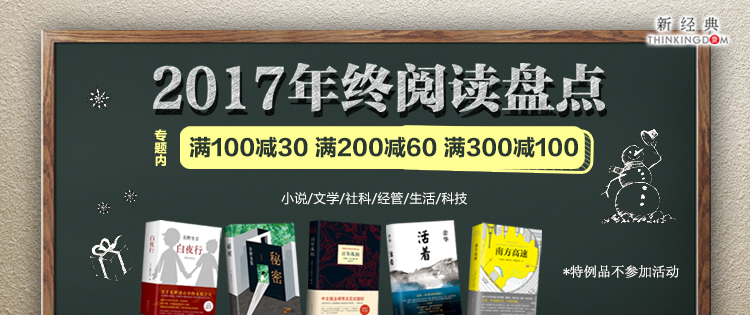 新经典
THINKINGDOM
2017年终阅读盘点
专题内
满100减30 满200减60 满300减100
小说/文学/社科/经管/生活/科技
白夜行
秘密
百年孤独
余华
活着
南方高速
*特例品不参加活动